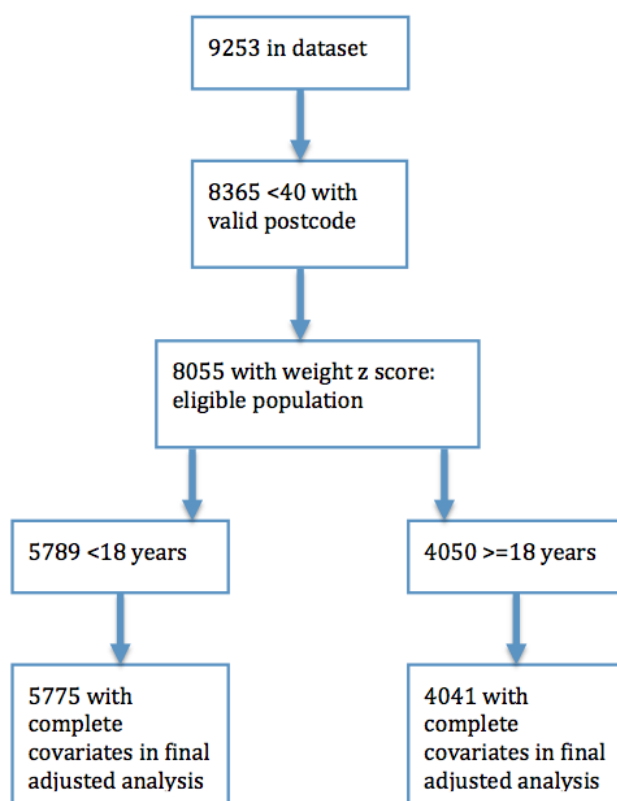 9253 in dataset
8365 <40 with
valid postcode
8055 with weight z score:
eligible population
5789 <18 years
4050 >=18 years
5775 with
complete
covariates in final
adjusted analysis
4041 with
complete
covariates in final
adjusted analysis